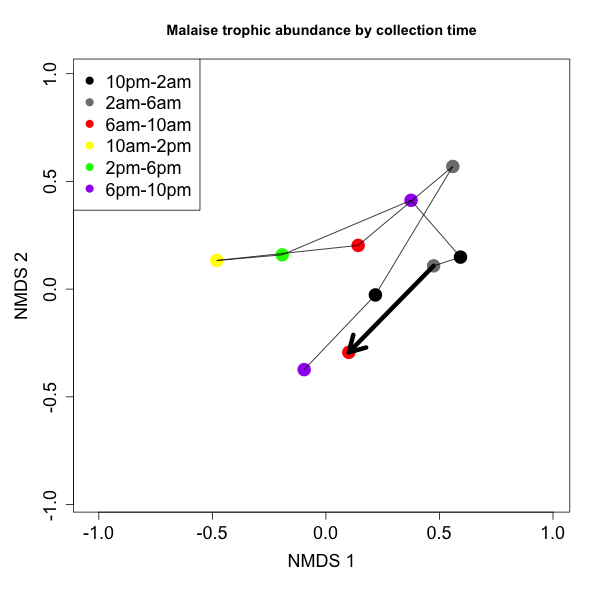 Malaise trophic abundance by collection time
10pm-2am
2am-6am
6am-10am
10am-2pm
2pm-6pm
6pm-10pm
NMDS 2
1.0
0.5
0.0
-0.5
-1.0
-1.0 -0.5 0.0 0.5 1.0
NMDS 1